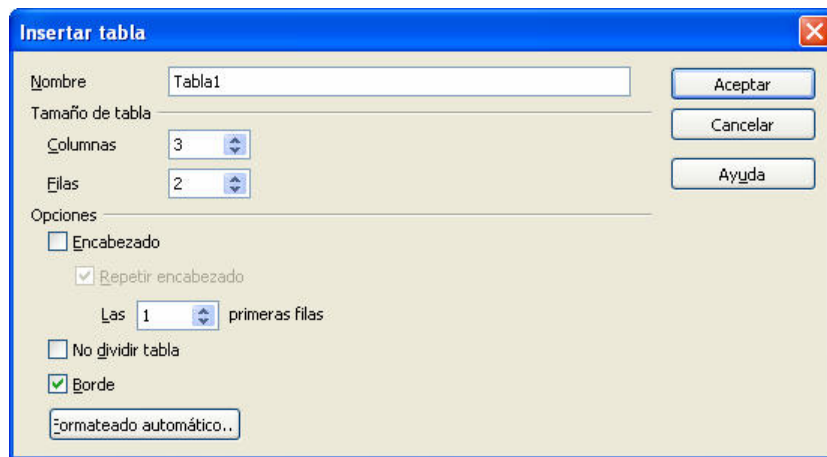 Insertar tabla
Nombre Tabla1
Aceptar
Tamaño de tabla
Cancelar
Columnas 3
Filas 2
Ayuda
Opciones
Encabezado
Repetir encabezado
Las 1 primeras filas
No dividir tabla
Borde
Formateado automático..